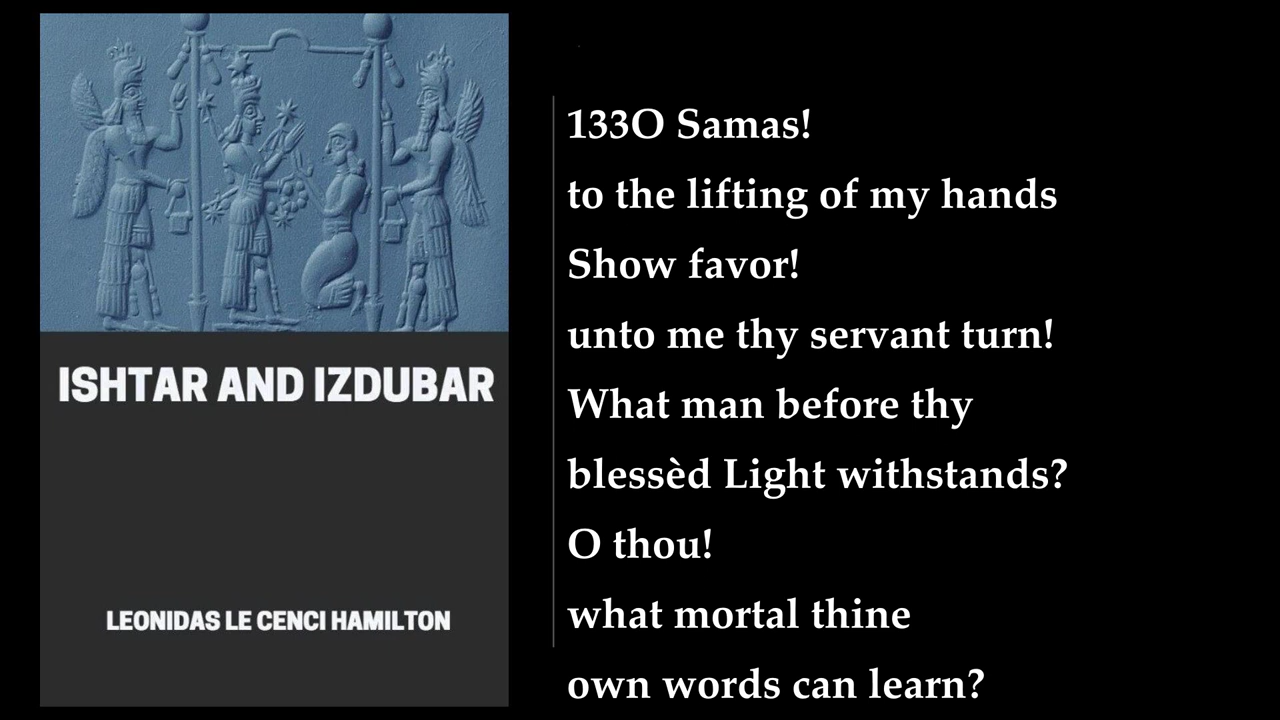 ISHTAR AND IZDUBAR
LEONIDAS LE CENCI HAMILTON
133O Samas!
to the lifting of my hands
Show favor!
unto me thy servant turn!
What man before thy
blessèd Light withstands?
O thou!
what mortal thine
own words can learn?